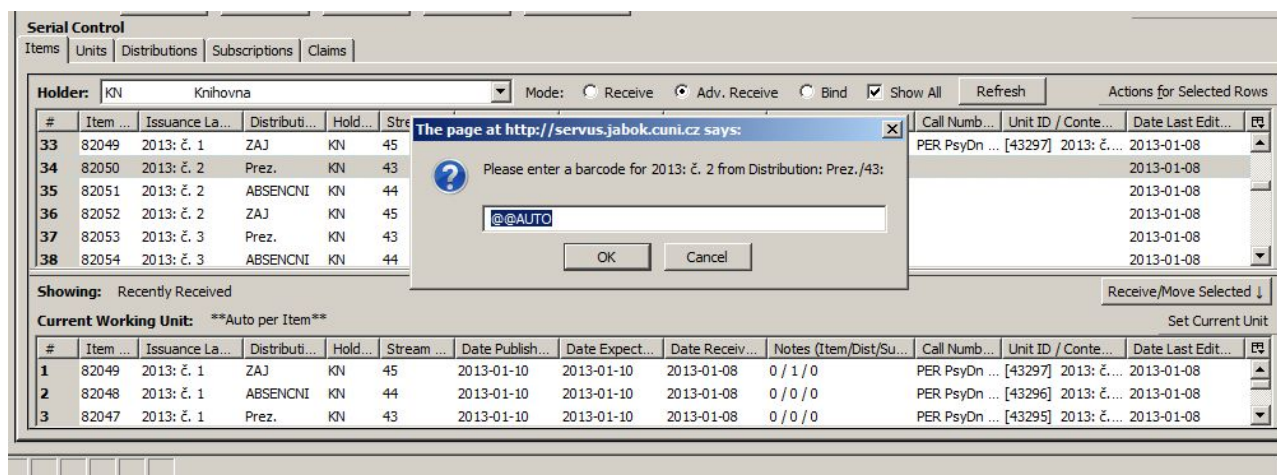 Serial Control
Items Units Distributions Subscriptions Claims
Holder: KN Knihovna Mode: Receive Adv. Receive Bind Show All Refresh Actions for Selected Rows
# Item ... Issuance La... Distributi... Hold... Stre Call Numb... Unit ID / Conte... Date Last Edit...
33 82049 2013: č. 1 ZAJ KN 45 PER PsyDn ... [43297] 2013: č.... 2013-01-08
34 82050 2013: č. 2 Prez. KN 43 2013-01-08
35 82051 2013: č. 2 ABSENCNI KN 44 2013-01-08
36 82052 2013: č. 2 ZAJ KN 45 2013-01-08
37 82053 2013: č. 3 Prez. KN 43 2013-01-08
38 82054 2013: č. 3 ABSENCNI KN 44 2013-01-08
The page at http://servus.jabok.cuni.cz says:
Please enter a barcode for 2013: č. 2 from Distribution: Prez./43:
@@AUTO
OK Cancel
Showing: Recently Received Receive/Move Selected ↓
Current Working Unit: **Auto per Item** Set Current Unit
# Item ... Issuance La... Distributi... Hold... Stream ... Date Publish... Date Expect... Date Receiv... Notes (Item/Dist/Su... Call Numb... Unit ID / Conte... Date Last Edit...
1 82049 2013: č. 1 ZAJ KN 45 2013-01-10 2013-01-10 2013-01-08 0 / 1 / 0 PER PsyDn ... [43297] 2013: č.... 2013-01-08
2 82048 2013: č. 1 ABSENCNI KN 44 2013-01-10 2013-01-10 2013-01-08 0 / 0 / 0 PER PsyDn ... [43296] 2013: č.... 2013-01-08
3 82047 2013: č. 1 Prez. KN 43 2013-01-10 2013-01-10 2013-01-08 0 / 0 / 0 PER PsyDn ... [43295] 2013: č.... 2013-01-08